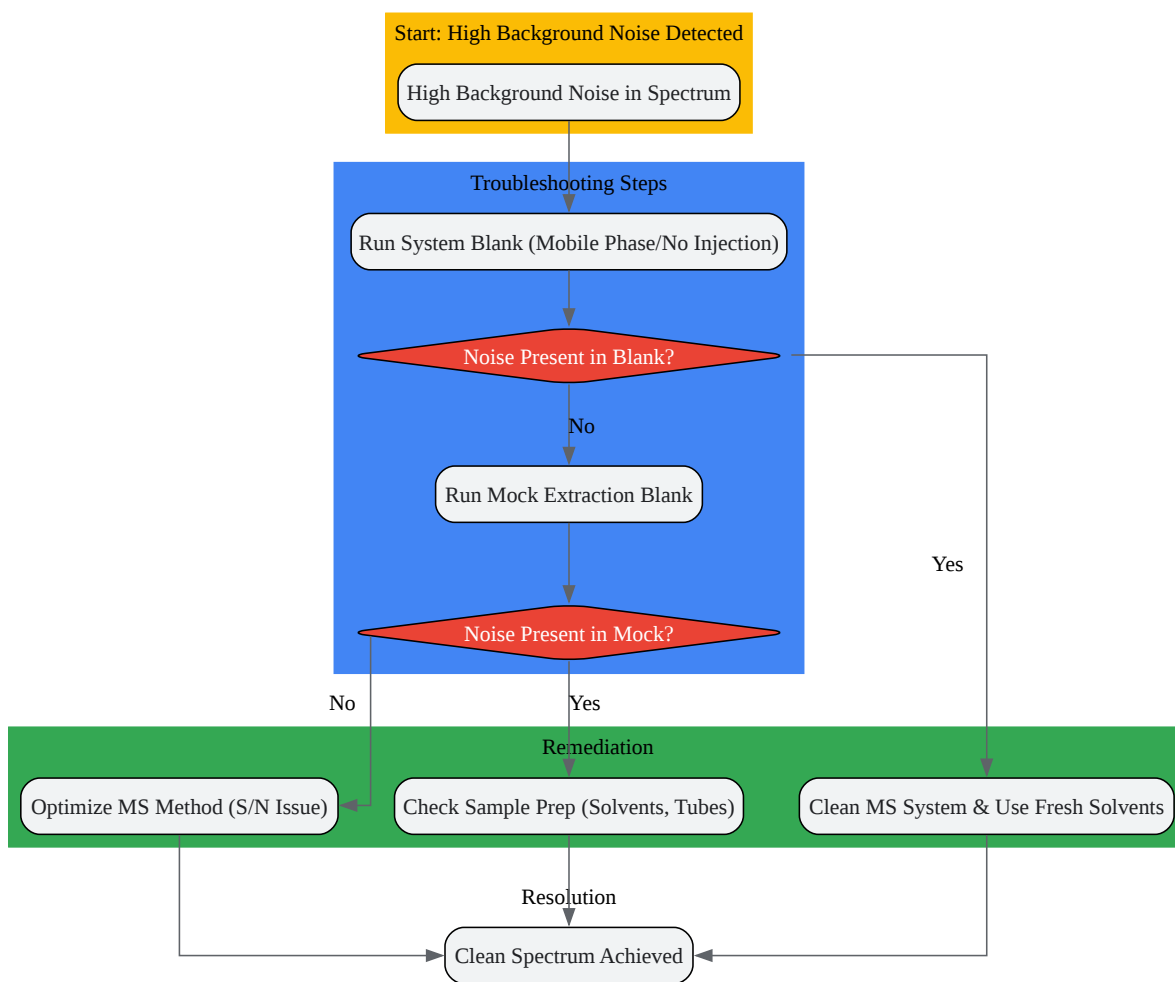 Start: High Background Noise Detected
High Background Noise in Spectrum
Troubleshooting Steps
Run System Blank (Mobile Phase/No Injection)
Noise Present in Blank?
No
Run Mock Extraction Blank
Yes
Noise Present in Mock?
No
Yes
Remediation
Optimize MS Method (S/N Issue)
Check Sample Prep (Solvents, Tubes)
Clean MS System & Use Fresh Solvents
Resolution
Clean Spectrum Achieved